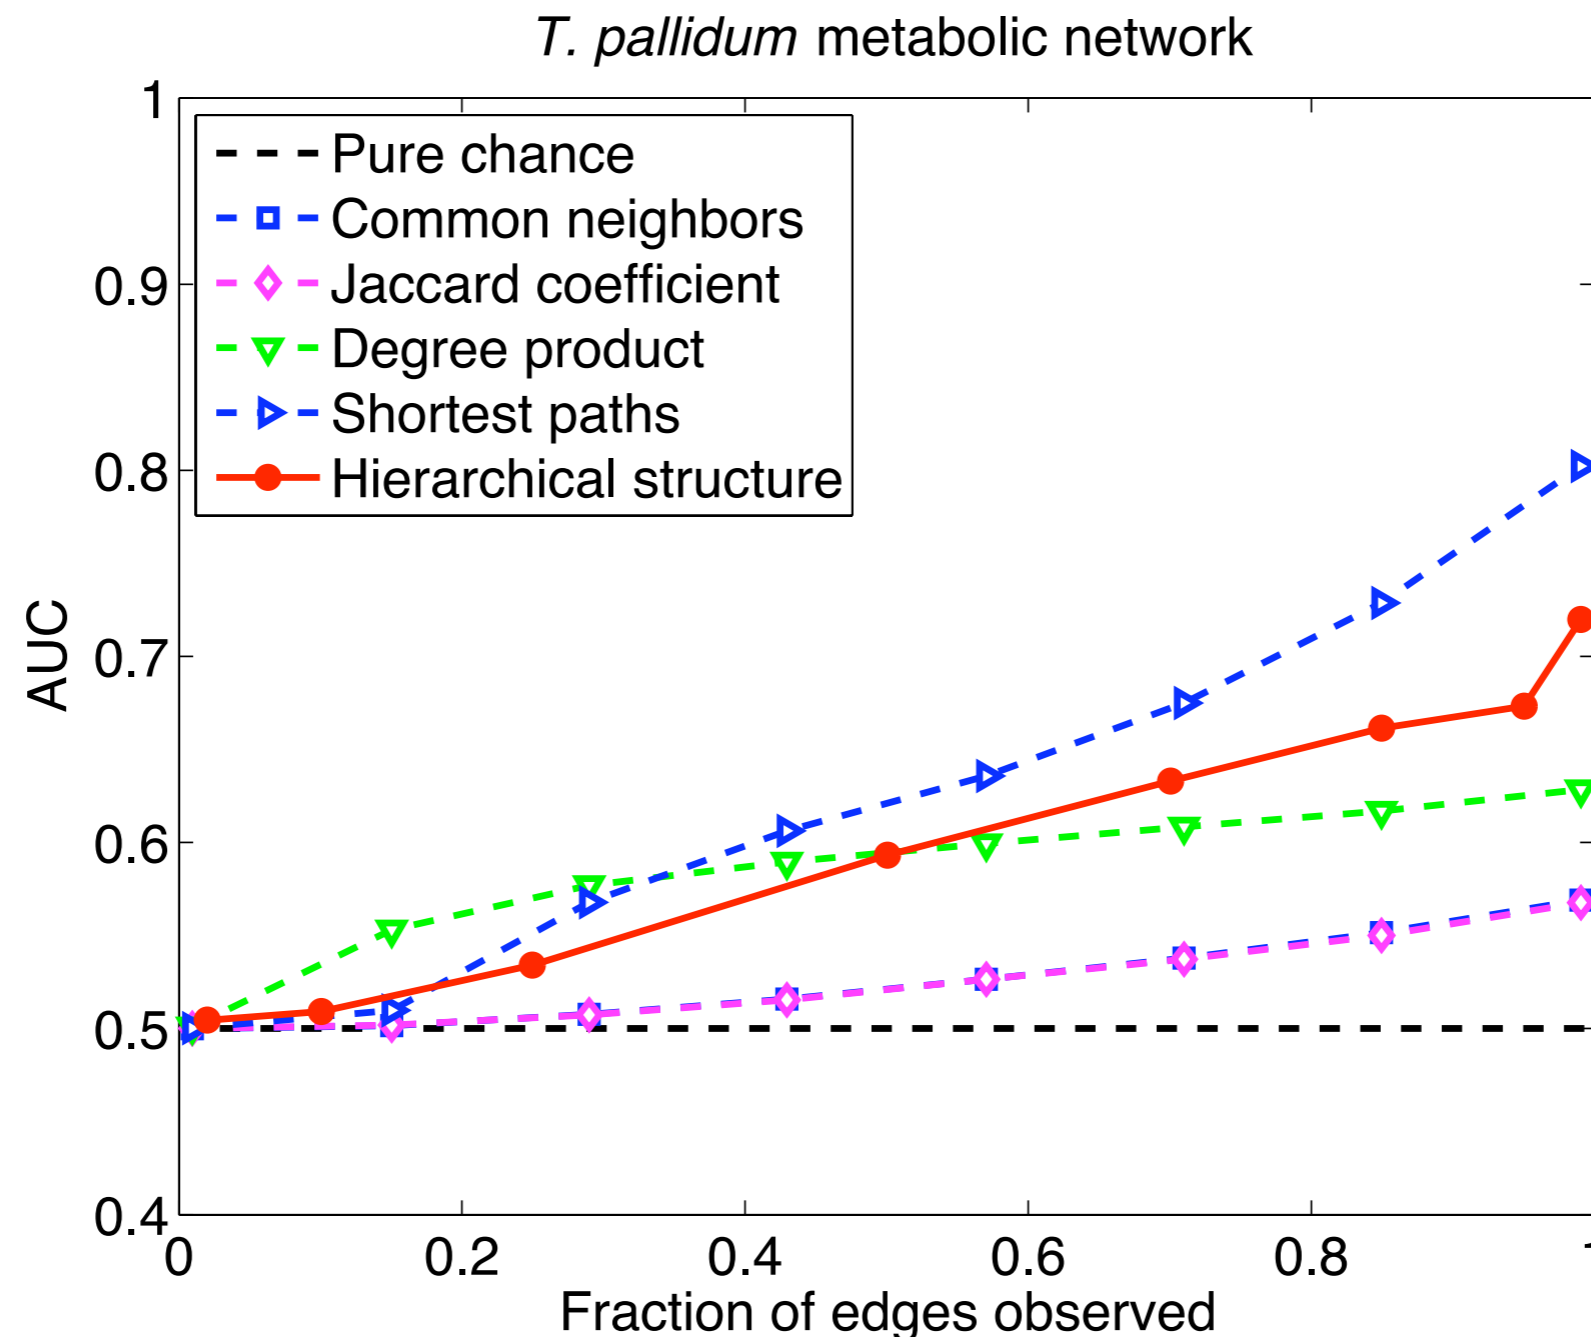 T. pallidum metabolic network
1
0.9
0.8
0.7
0.6
0.5
0.4
AUC
Pure chance
Common neighbors
Jaccard coefficient
Degree product
Shortest paths
Hierarchical structure
0 0.2 0.4 0.6 0.8 1
Fraction of edges observed